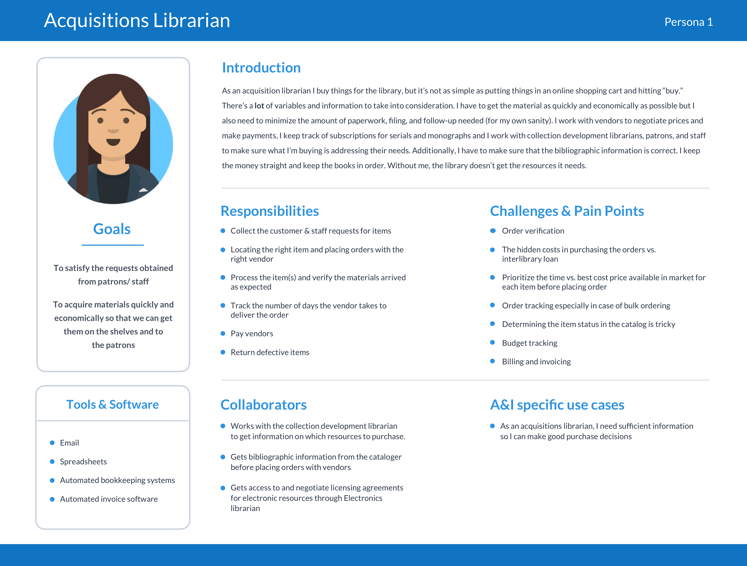 Acquisitions Librarian
Persona 1
Goals
To satisfy the requests obtained
from patrons/ staff
To acquire materials quickly and
economically so that we can get
them on the shelves and to
the patrons
Tools & Software
Email
Spreadsheets
Automated bookkeeping systems
Automated invoice software
Introduction
As an acquisition librarian I buy things for the library, but it’s not as simple as putting things in an online shopping cart and hitting “buy.”
There’s a lot of variables and information to take into consideration. I have to get the material as quickly and economically as possible but I
also need to minimize the amount of paperwork, filing, and follow-up needed (for my own sanity). I work with vendors to negotiate prices and
make payments, I keep track of subscriptions for serials and monographs and I work with collection development librarians, patrons, and staff
to make sure what I’m buying is addressing their needs. Additionally, I have to make sure that the bibliographic information is correct. I keep
the money straight and keep the books in order. Without me, the library doesn’t get the resources it needs.
Responsibilities
Collect the customer & staff requests for items
Locating the right item and placing orders with the
right vendor
Process the item(s) and verify the materials arrived
as expected
Track the number of days the vendor takes to
deliver the order
Pay vendors
Return defective items
Challenges & Pain Points
Order verification
The hidden costs in purchasing the orders vs.
interlibrary loan
Prioritize the time vs. best cost price available in market for
each item before placing order
Order tracking especially in case of bulk ordering
Determining the item status in the catalog is tricky
Budget tracking
Billing and invoicing
Collaborators
Works with the collection development librarian
to get information on which resources to purchase.
Gets bibliographic information from the cataloger
before placing orders with vendors
Gets access to and negotiate licensing agreements
for electronic resources through Electronics
librarian
A&I specific use cases
As an acquisitions librarian, I need sufficient information
so I can make good purchase decisions